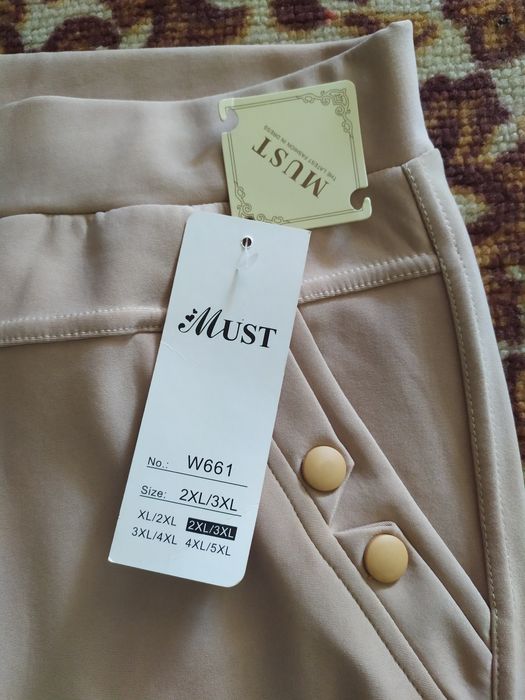 MUST
THE LATEST FASHION IN DRESS
MUST
No.: W661
Size: 2XL/3XL
XL/2XL 2XL/3XL
3XL/4XL 4XL/5XL